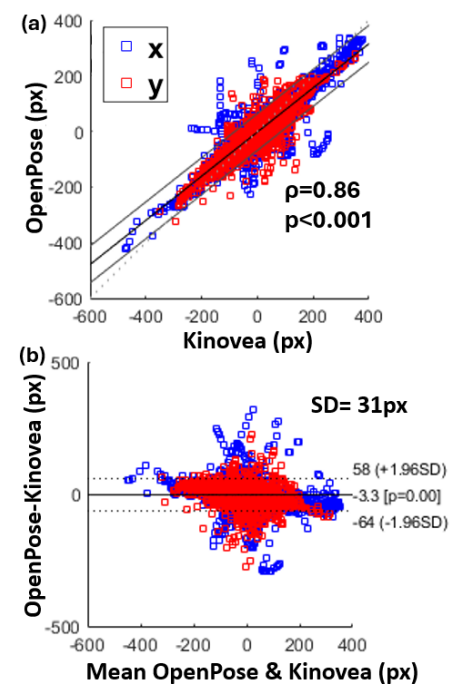 (a)
400
200
0
-200
-400
-600
OpenPose (px)
x
y
ρ=0.86
p<0.001
-600 -400 -200 0 200 400
Kinovea (px)
(b)
500
0
-500
OpenPose-Kinovea (px)
SD= 31px
58 (+1.96SD)
-3.3 [p=0.00]
-64 (-1.96SD)
-600 -400 -200 0 200 400
Mean OpenPose & Kinovea (px)